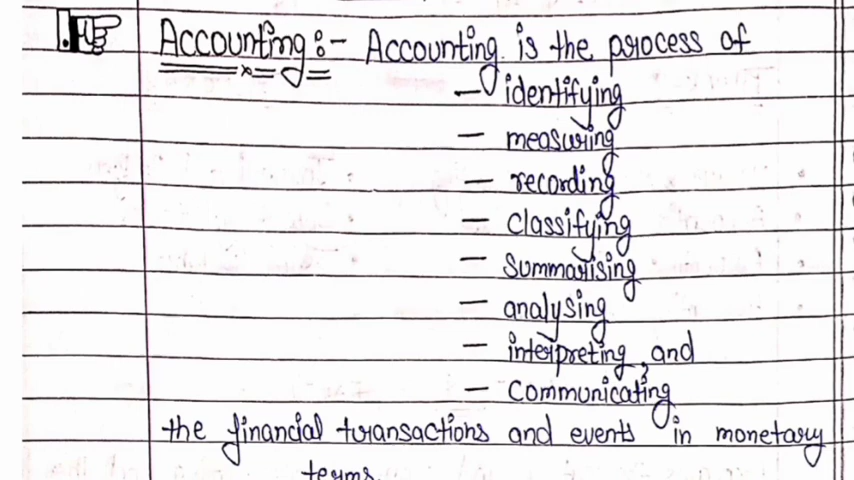 Accounting :- Accounting is the process of
- identifying
- measuring
- recording
- classifying
- Summarising
- analysing
- interpreting, and
- Communicating
the financial transactions and events in monetary
terms.